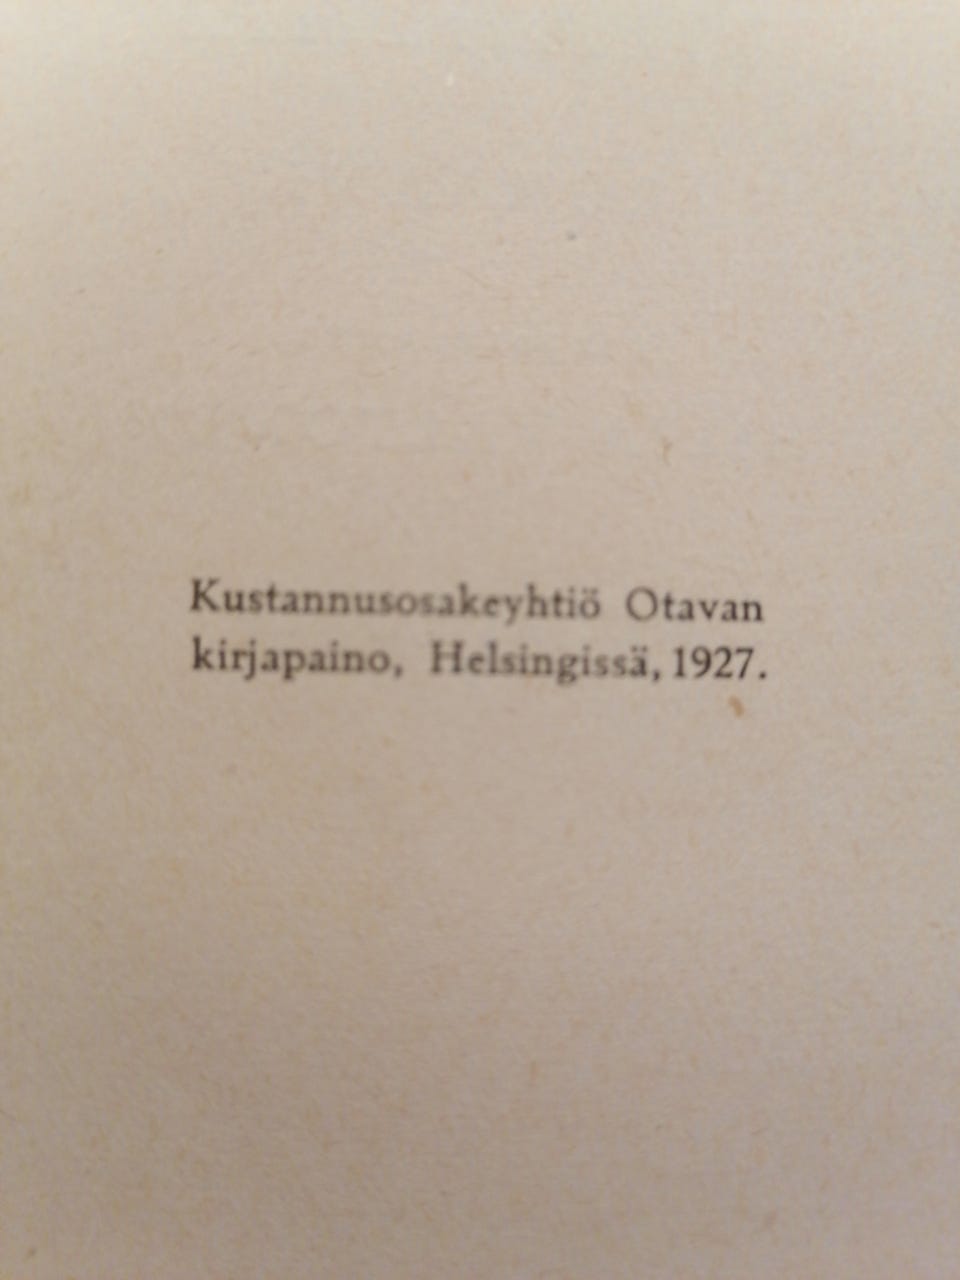 Kustannusosakeyhtiö Otavan
kirjapaino, Helsingissä, 1927.